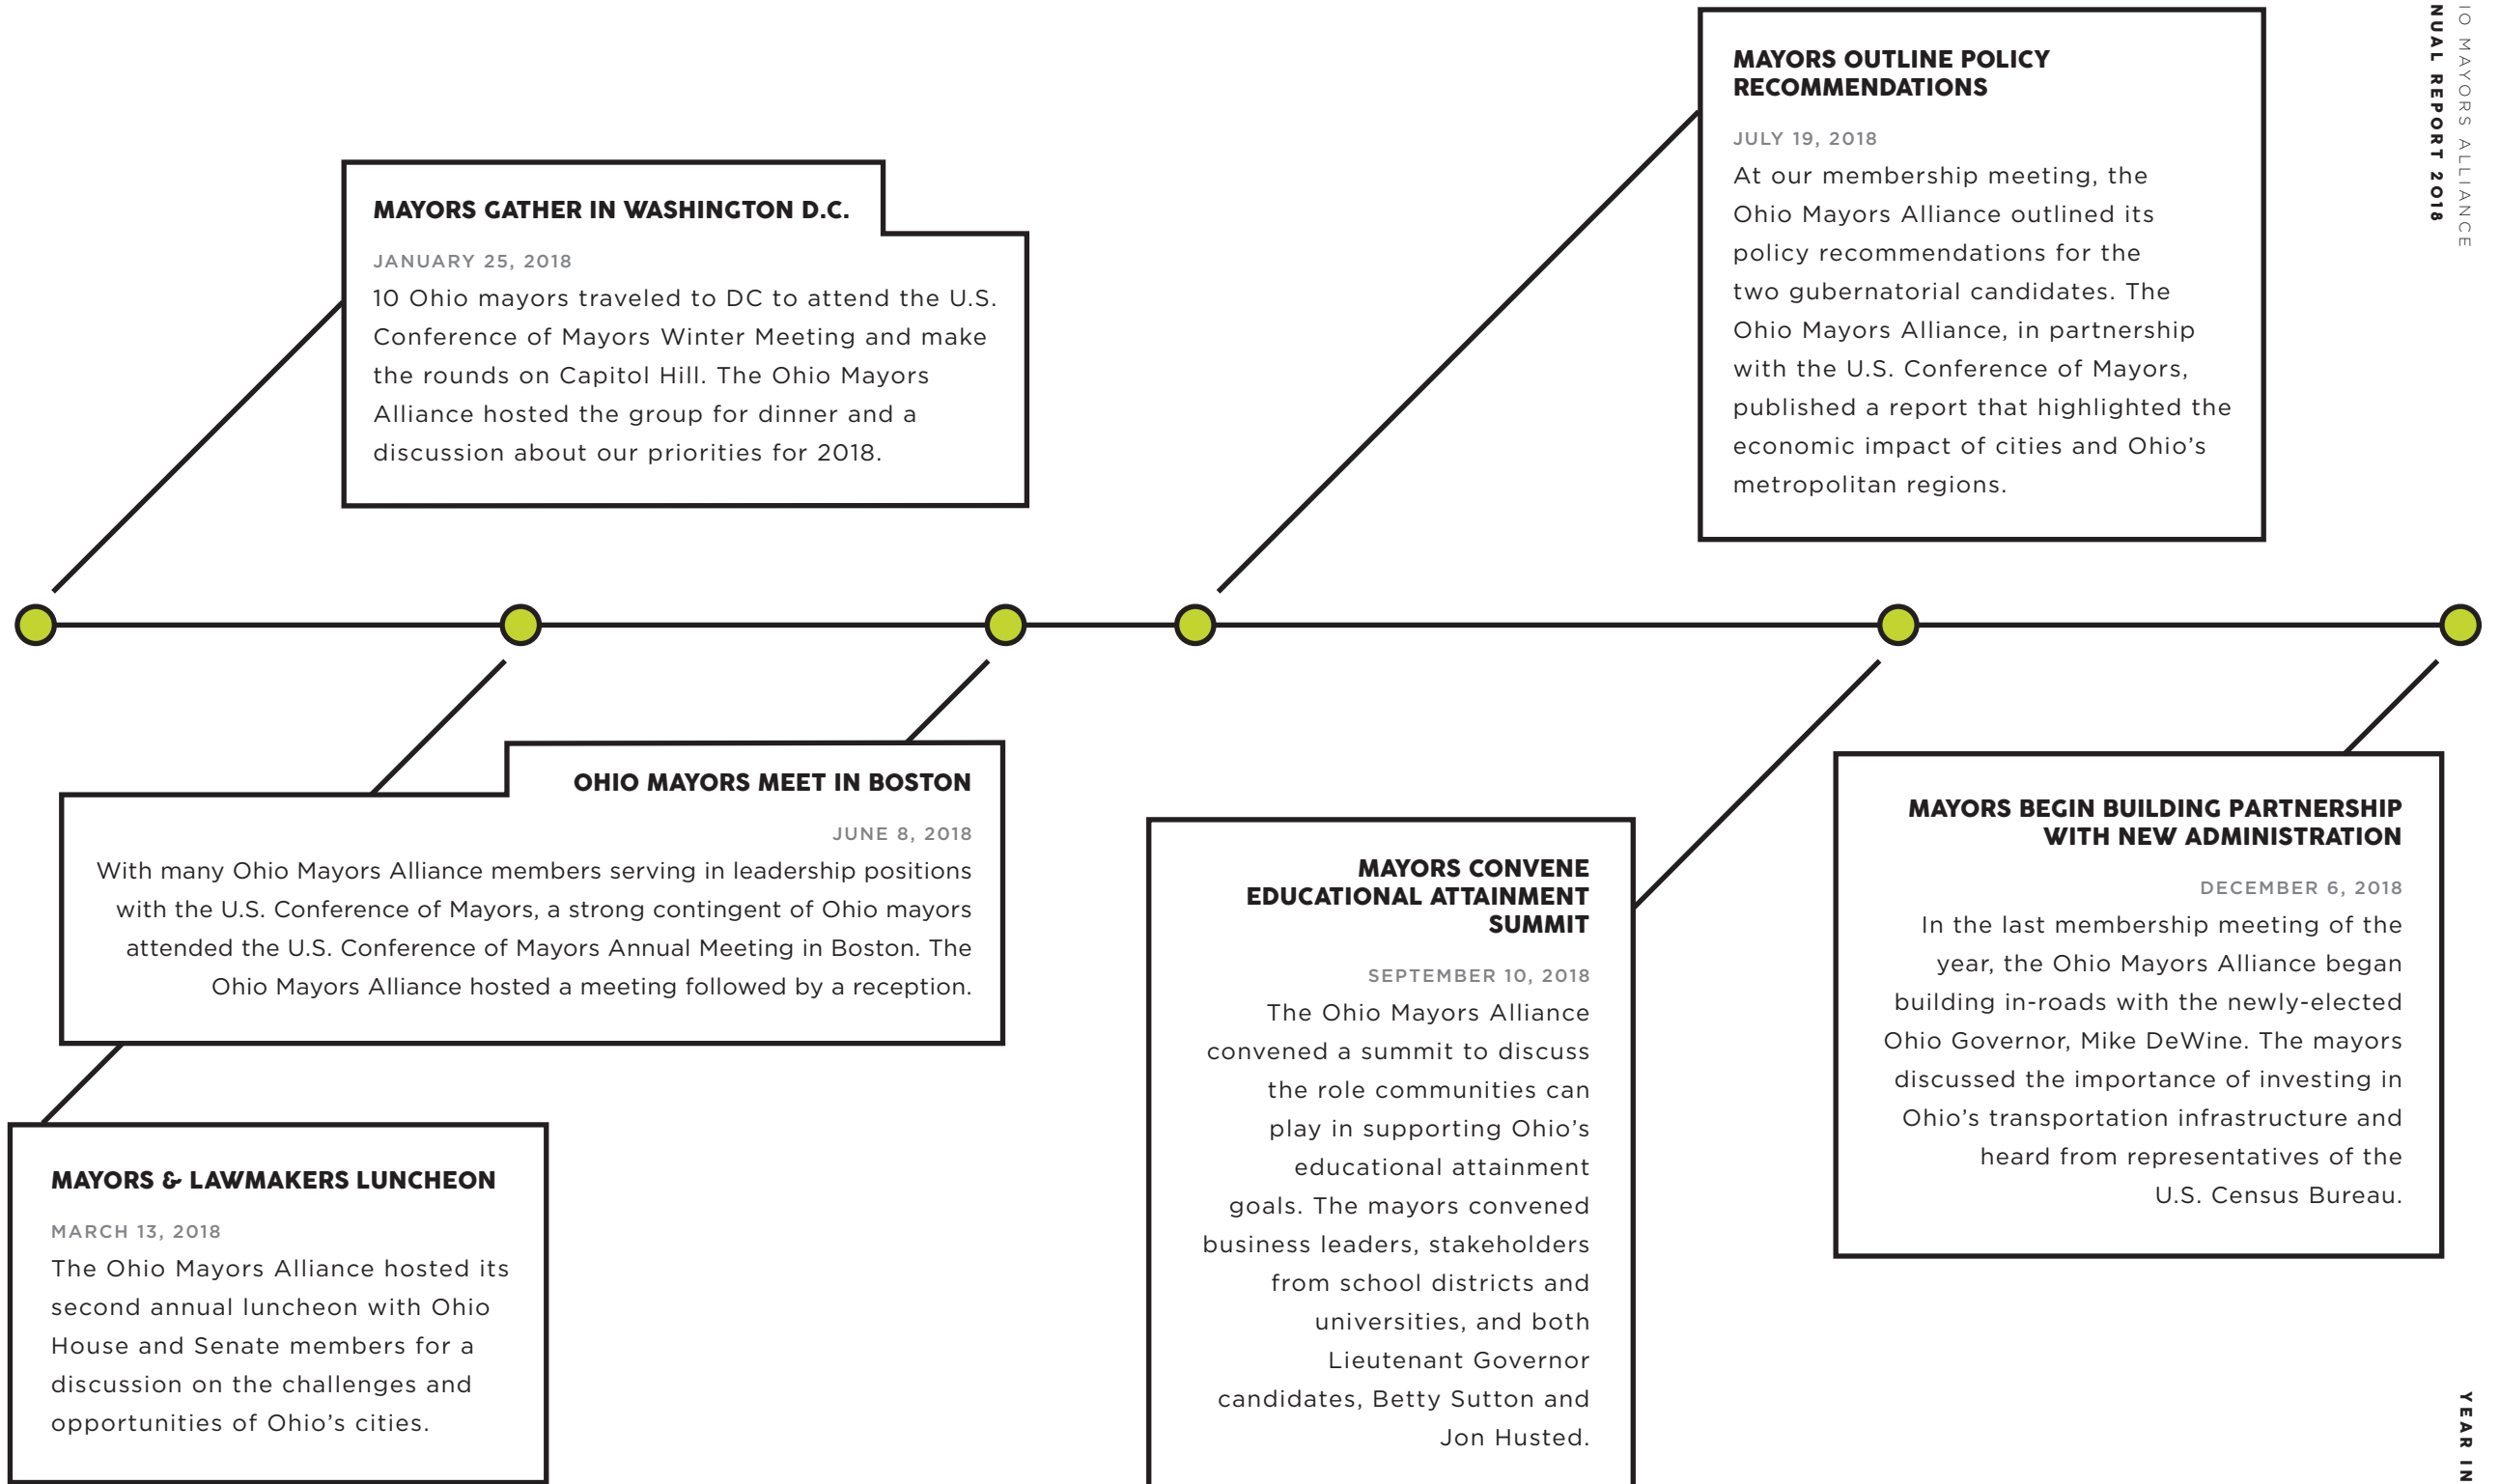 MAYORS GATHER IN WASHINGTON D.C.
JANUARY 25, 2018
10 Ohio mayors traveled to DC to attend the U.S.
Conference of Mayors Winter Meeting and make
the rounds on Capitol Hill. The Ohio Mayors
Alliance hosted the group for dinner and a
discussion about our priorities for 2018.
MAYORS OUTLINE POLICY
RECOMMENDATIONS
JULY 19, 2018
At our membership meeting, the
Ohio Mayors Alliance outlined its
policy recommendations for the
two gubernatorial candidates. The
Ohio Mayors Alliance, in partnership
with the U.S. Conference of Mayors,
published a report that highlighted the
economic impact of cities and Ohio’s
metropolitan regions.
IO MAYORS ALLIANCE
NUAL REPORT 2018
OHIO MAYORS MEET IN BOSTON
JUNE 8, 2018
With many Ohio Mayors Alliance members serving in leadership positions
with the U.S. Conference of Mayors, a strong contingent of Ohio mayors
attended the U.S. Conference of Mayors Annual Meeting in Boston. The
Ohio Mayors Alliance hosted a meeting followed by a reception.
MAYORS & LAWMAKERS LUNCHEON
MARCH 13, 2018
The Ohio Mayors Alliance hosted its
second annual luncheon with Ohio
House and Senate members for a
discussion on the challenges and
opportunities of Ohio’s cities.
MAYORS CONVENE
EDUCATIONAL ATTAINMENT
SUMMIT
SEPTEMBER 10, 2018
The Ohio Mayors Alliance
convened a summit to discuss
the role communities can
play in supporting Ohio’s
educational attainment
goals. The mayors convened
business leaders, stakeholders
from school districts and
universities, and both
Lieutenant Governor
candidates, Betty Sutton and
Jon Husted.
MAYORS BEGIN BUILDING PARTNERSHIP
WITH NEW ADMINISTRATION
DECEMBER 6, 2018
In the last membership meeting of the
year, the Ohio Mayors Alliance began
building in-roads with the newly-elected
Ohio Governor, Mike DeWine. The mayors
discussed the importance of investing in
Ohio’s transportation infrastructure and
heard from representatives of the
U.S. Census Bureau.
YEAR IN